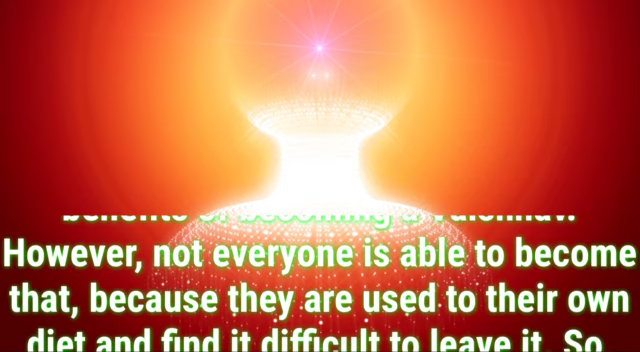 benefits of becoming a
However, not everyone is able to become
that, because they are used to their own
diet and find it difficult to leave it. So